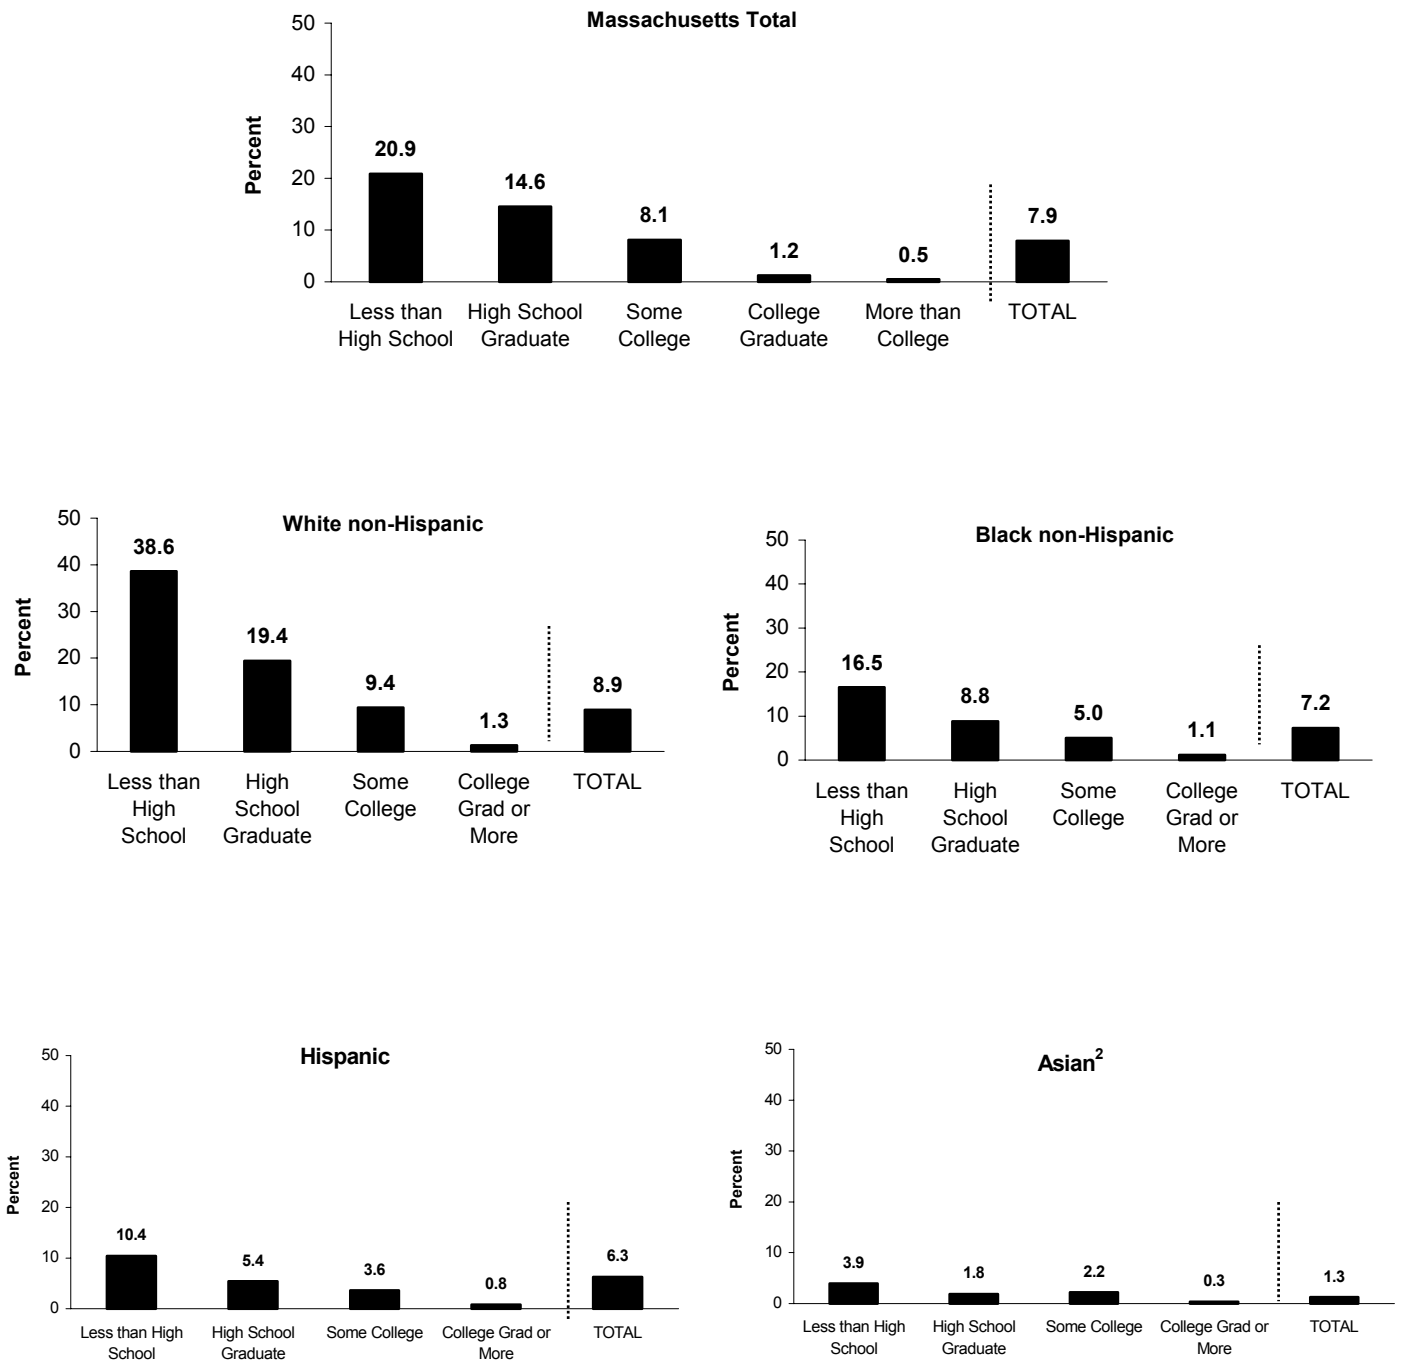 Massachusetts Total
Percent
50
40
30
20
10
0
20.9
14.6
8.1
1.2
0.5
7.9
Less than
High School
High School
Graduate
Some
College
College
Graduate
More than
College
TOTAL
White non-Hispanic
Percent
50
40
30
20
10
0
38.6
19.4
9.4
1.3
8.9
Less than
High
School
High
School
Graduate
Some
College
College
Grad or
More
TOTAL
Black non-Hispanic
Percent
50
40
30
20
10
0
16.5
8.8
5.0
1.1
7.2
Less than
High
School
High
School
Graduate
Some
College
College
Grad or
More
TOTAL
Hispanic
Percent
50
40
30
20
10
0
10.4
5.4
3.6
0.8
6.3
Less than High
School
High School
Graduate
Some College
College Grad or
More
TOTAL
Asian²
Percent
50
40
30
20
10
0
3.9
1.8
2.2
0.3
1.3
Less than High
School
High School
Graduate
Some College
College Grad or
More
TOTAL